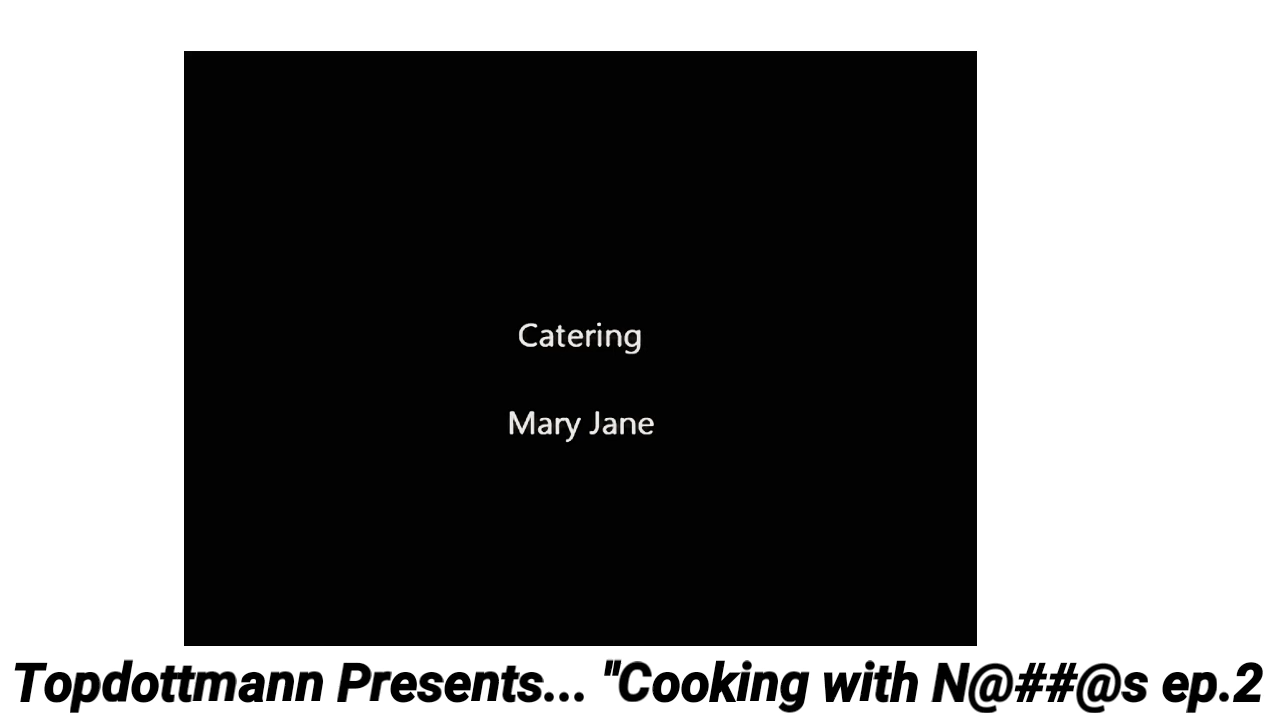 Catering
Mary Jane
Topdottmann Presents... "Cooking with N@##@s ep.2